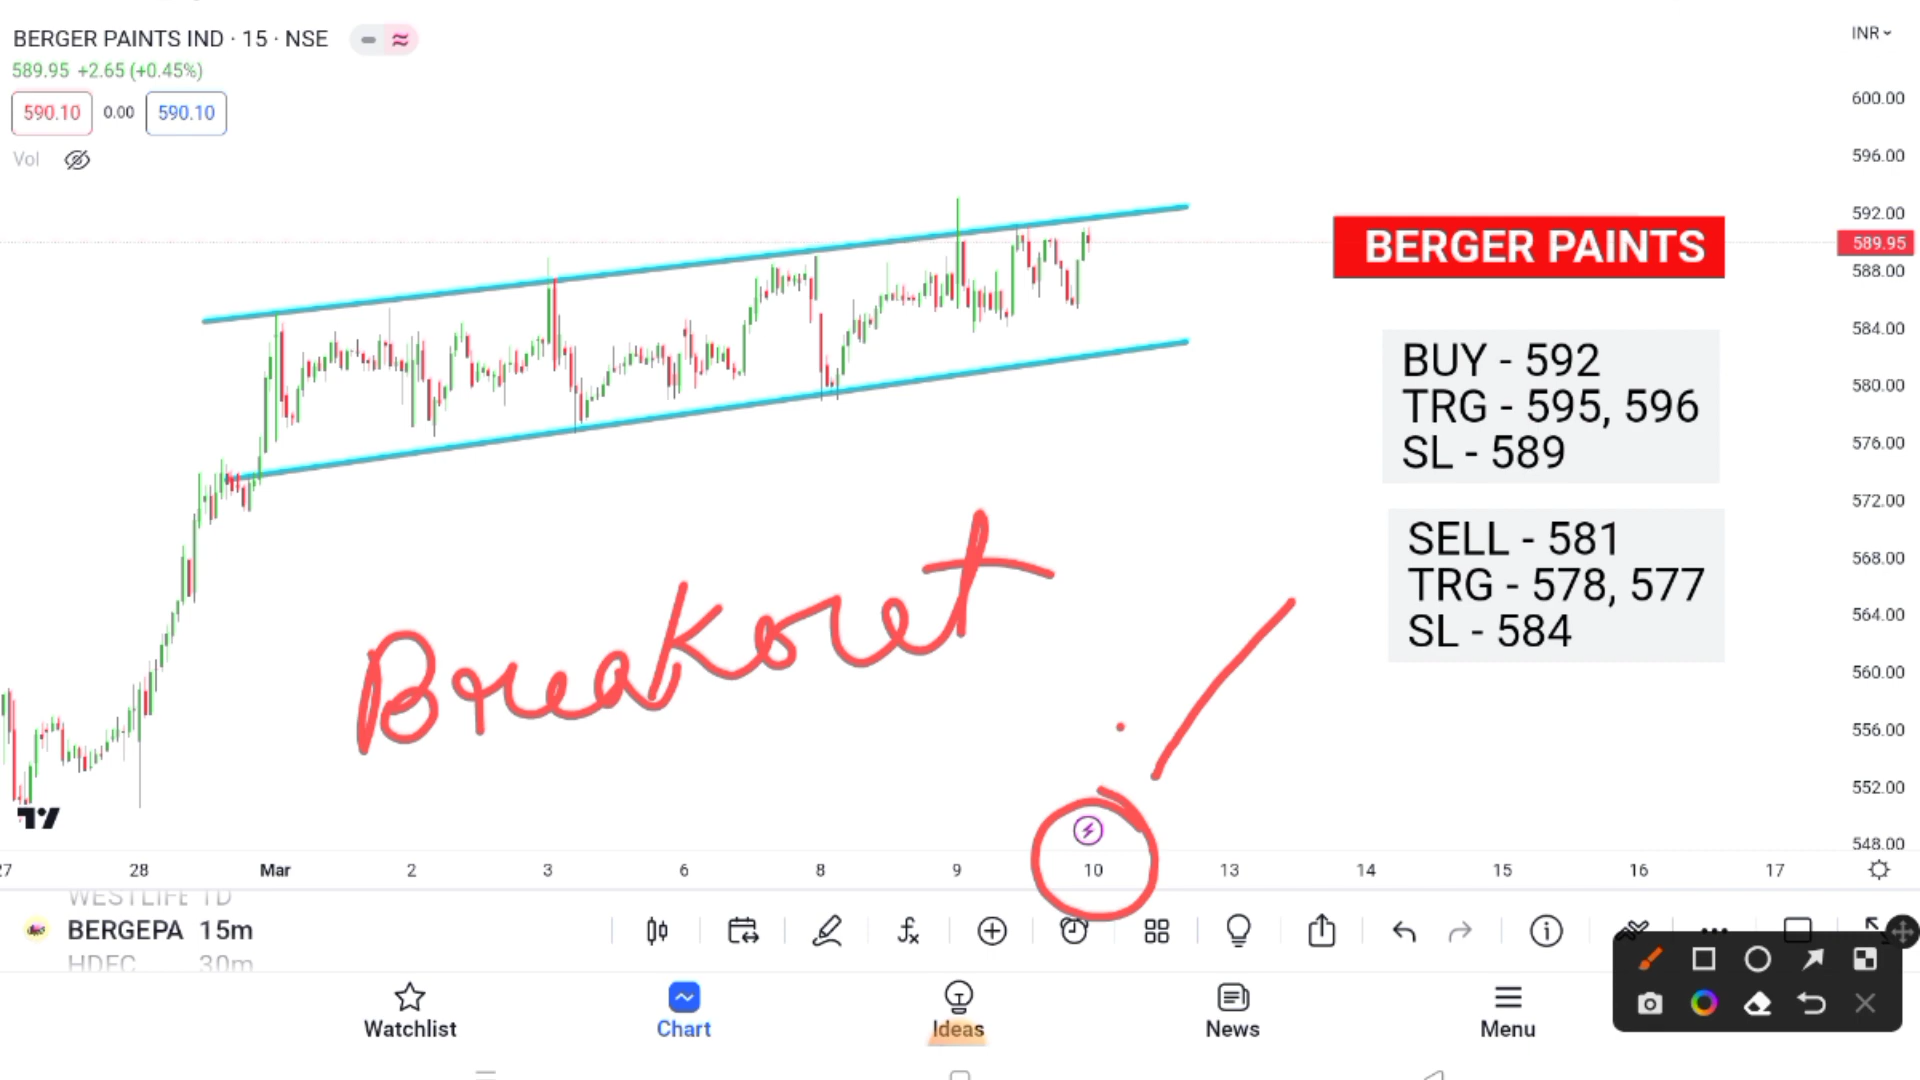 BERGER PAINTS IND · 15 · NSE
INR
589.95 +2.65 (+0.45%)
590.10 0.00 590.10
Vol
600.00
596.00
592.00
589.95
588.00
584.00
580.00
576.00
572.00
568.00
564.00
560.00
556.00
552.00
548.00
BERGER PAINTS
BUY - 592
TRG - 595, 596
SL - 589
SELL - 581
TRG - 578, 577
SL - 584
Breakout
27 28 Mar 2 3 6 8 9 10 13 14 15 16 17
WESTLIFE 1D
BERGEPA 15m
HDFC 30m
Watchlist Chart Ideas News Menu